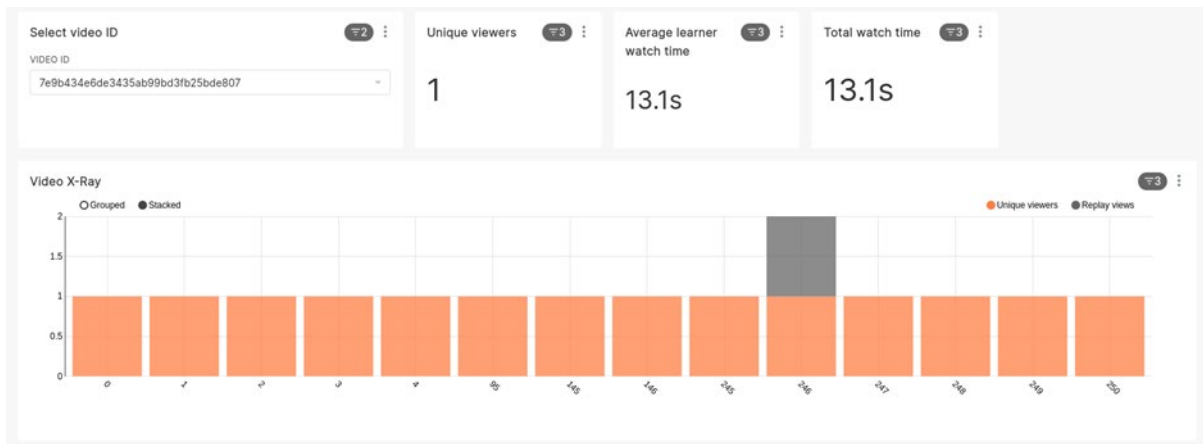 Select video ID
2
VIDEO ID
7e9b434e6de3435ab99bd3fb25bde807
Unique viewers
3
1
Average learner
watch time
3
13.1s
Total watch time
3
13.1s
Video X-Ray
3
Grouped Stacked
Unique viewers Replay views
2
1.5
1
0.5
0
0 1 2 3 4 95 145 146 245 246 247 248 249 250